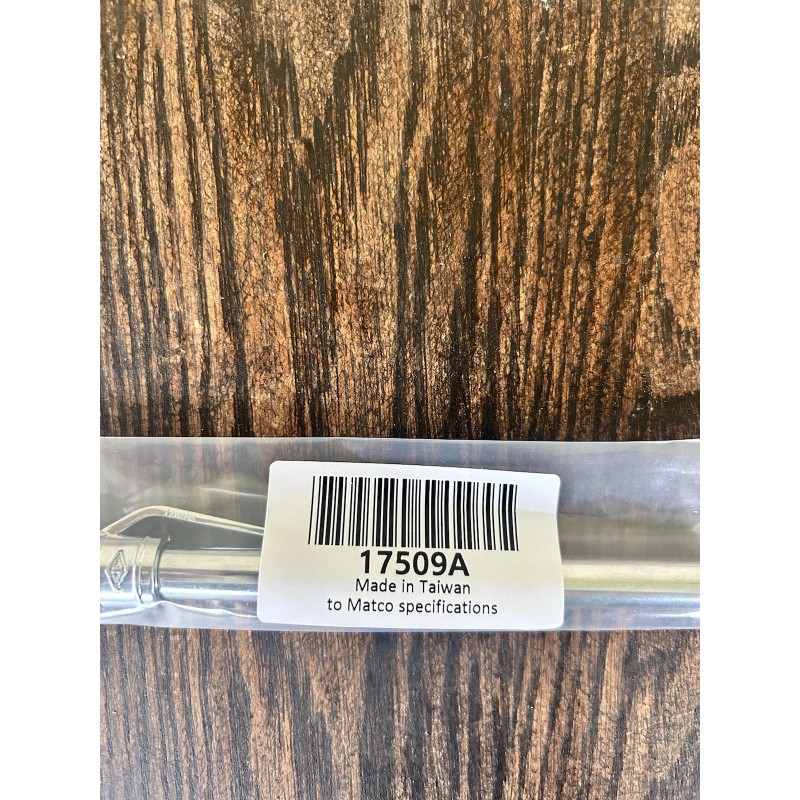 17509A
Made in Taiwan
to Matco specifications